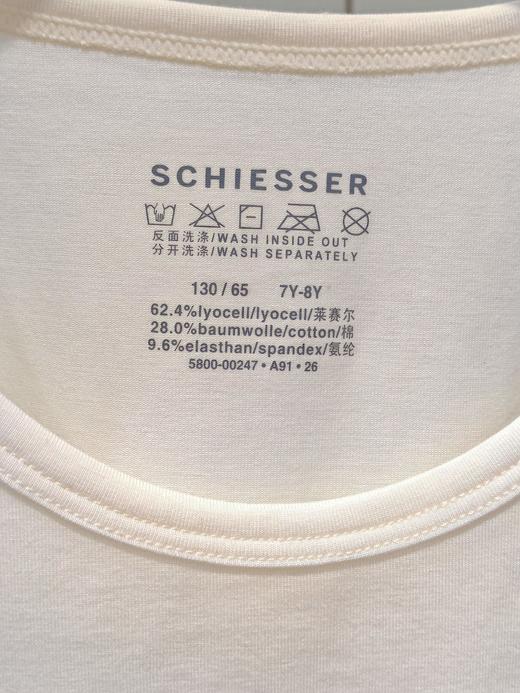 SCHIESSER
反面洗涤/WASH INSIDE OUT
分开洗涤/WASH SEPARATELY
130 / 65 7Y-8Y
62.4%lyocell/lyocell/莱赛尔
28.0%baumwolle/cotton/棉
9.6%elasthan/spandex/氨纶
5800-00247 • A91 • 26